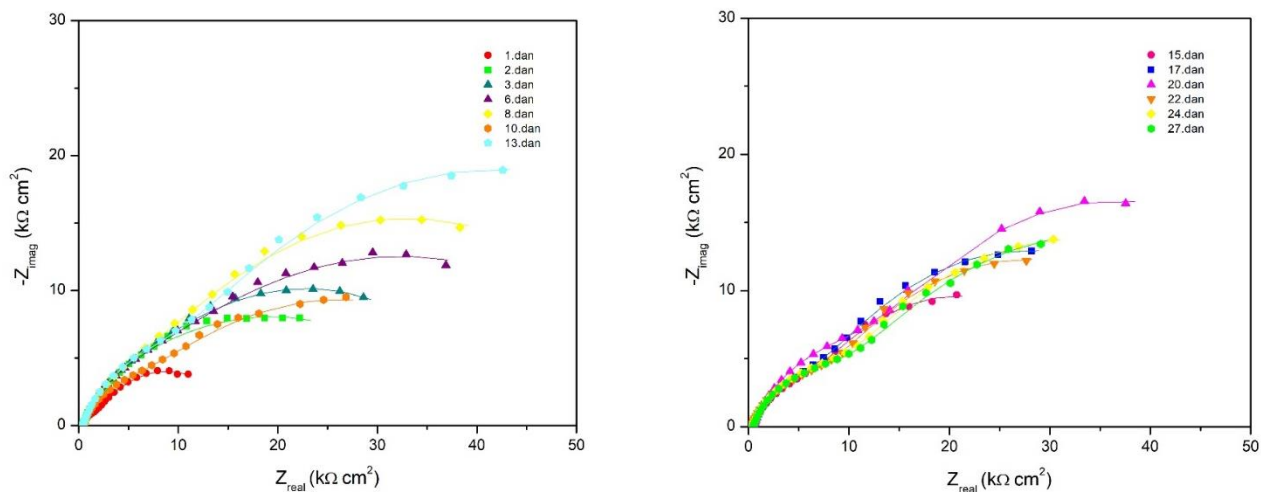 30
20
10
0
-Z_imag (kΩ cm²)
1.dan
2.dan
3.dan
6.dan
8.dan
10.dan
13.dan
0
10
20
30
40
50
Z_real (kΩ cm²)
30
20
10
0
-Z_imag (kΩ cm²)
15.dan
17.dan
20.dan
22.dan
24.dan
27.dan
0
10
20
30
40
50
Z_real (kΩ cm²)